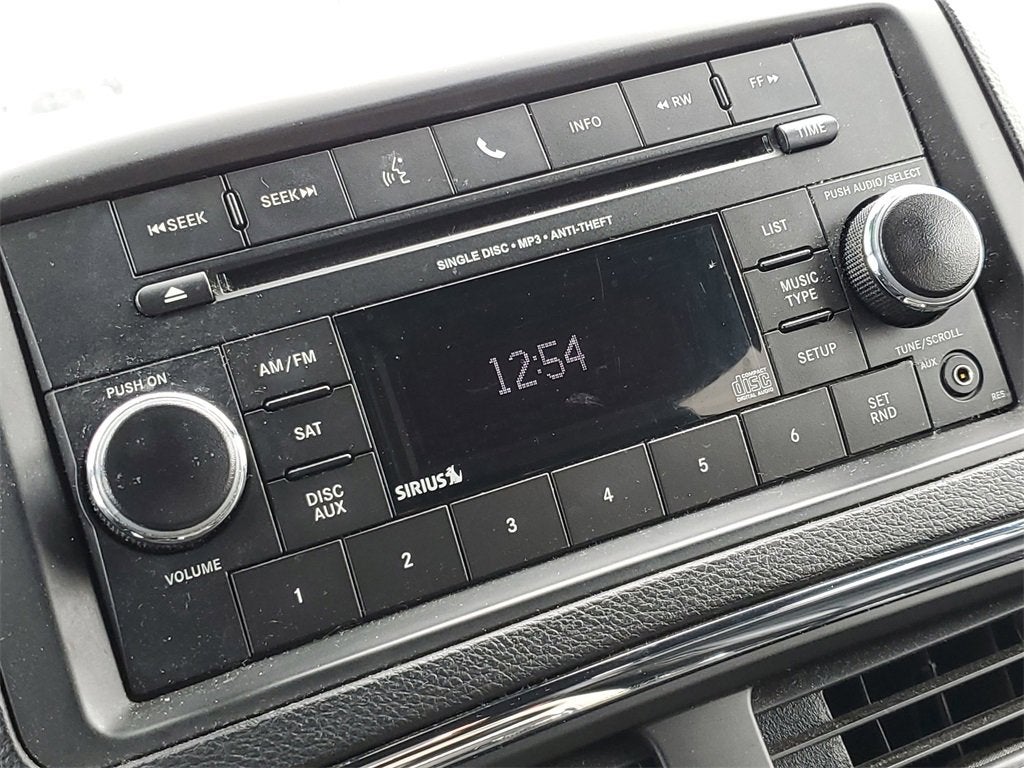 SEEK
SEEK
INFO
RW
FF
TIME
SINGLE DISC • MP3 • ANTI-THEFT
PUSH AUDIO/SELECT
LIST
MUSIC
TYPE
SETUP
TUNE/SCROLL
AUX
RES
AM/FM
SAT
DISC
AUX
PUSH ON
VOLUME
12:54
COMPACT
disc
DIGITAL AUDIO
SIRIUS
1
2
3
4
5
6
SET
RND